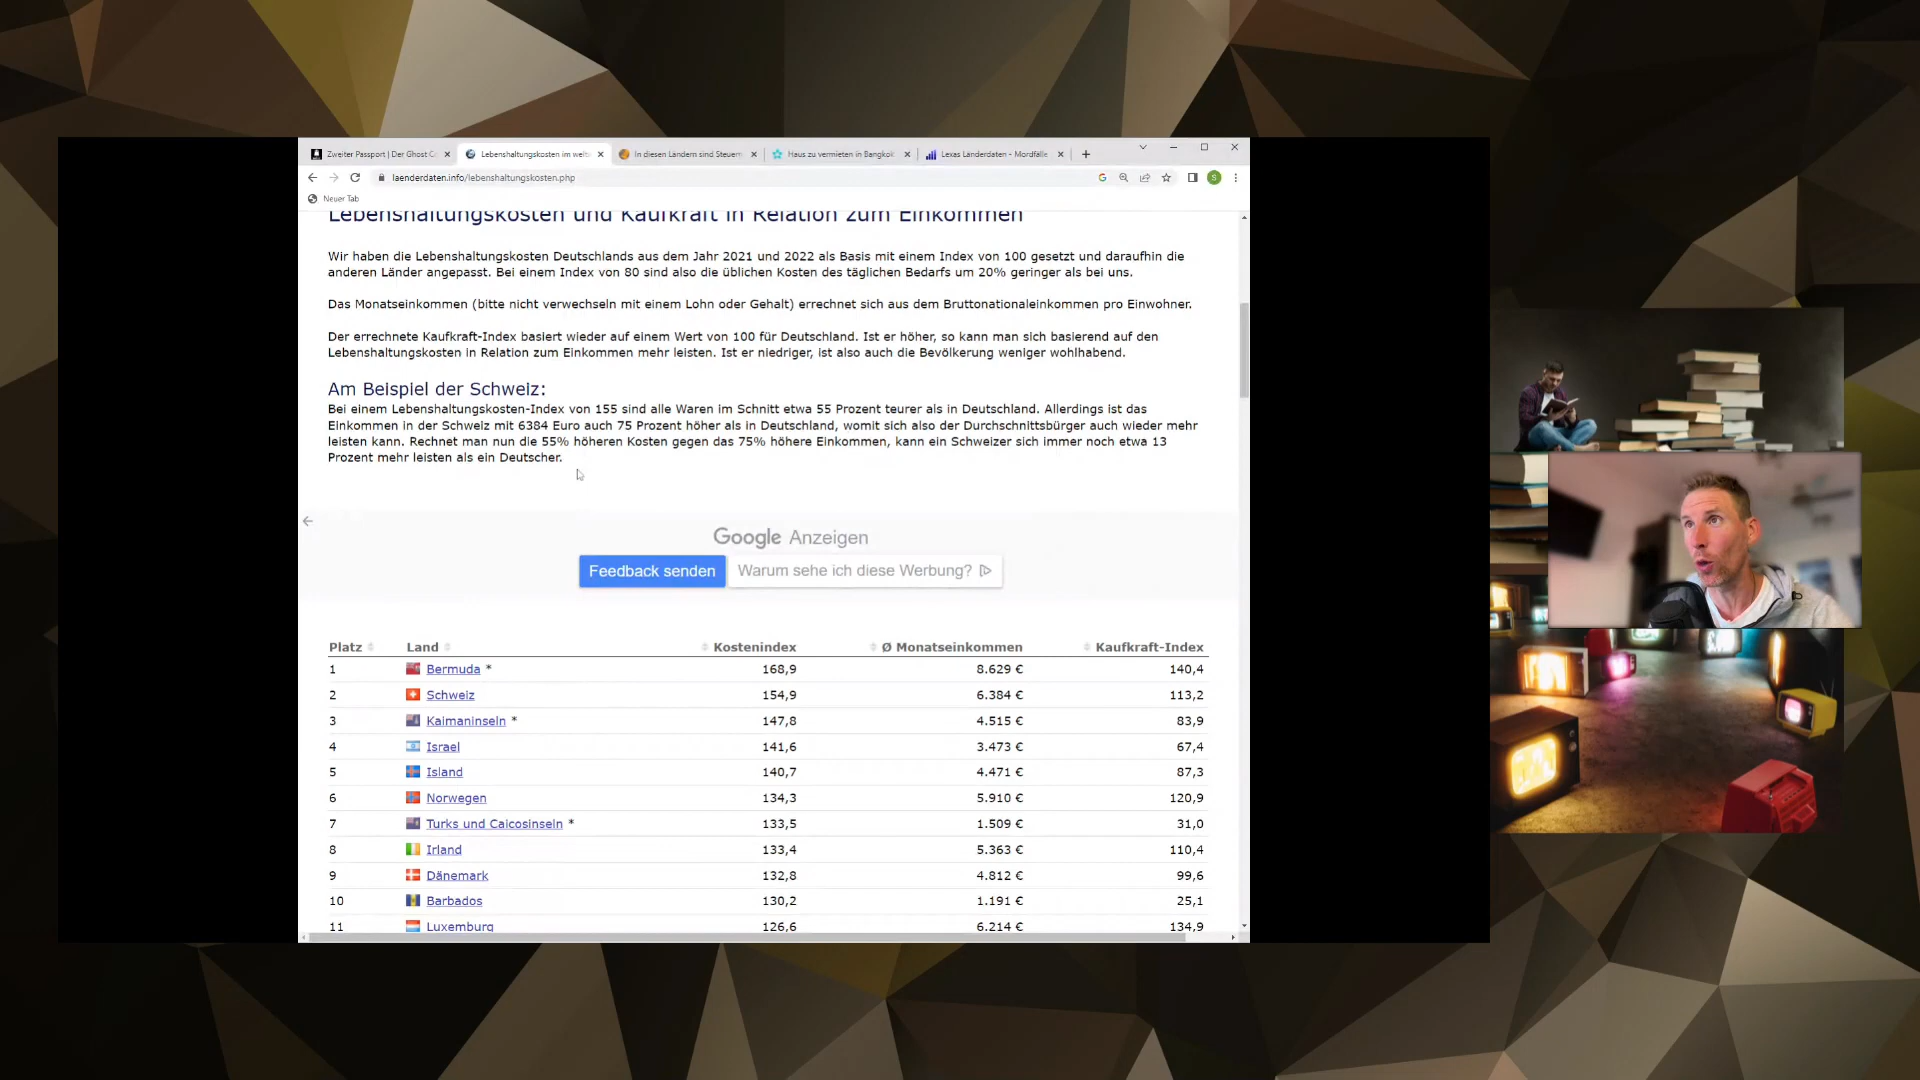 Zweiter Passport | Der Ghost C
Lebenshaltungskosten im welt
In diesen Ländern sind Steuern
Haus zu vermieten in Bangkok
Lexas Länderdaten - Mordfälle
laenderdaten.info/lebenshaltungskosten.php
S
Neuer Tab
Lebenshaltungskosten und Kaufkraft in Relation zum Einkommen
Wir haben die Lebenshaltungskosten Deutschlands aus dem Jahr 2021 und 2022 als Basis mit einem Index von 100 gesetzt und daraufhin die
anderen Länder angepasst. Bei einem Index von 80 sind also die üblichen Kosten des täglichen Bedarfs um 20% geringer als bei uns.
Das Monatseinkommen (bitte nicht verwechseln mit einem Lohn oder Gehalt) errechnet sich aus dem Bruttonationaleinkommen pro Einwohner.
Der errechnete Kaufkraft-Index basiert wieder auf einem Wert von 100 für Deutschland. Ist er höher, so kann man sich basierend auf den
Lebenshaltungskosten in Relation zum Einkommen mehr leisten. Ist er niedriger, ist also auch die Bevölkerung weniger wohlhabend.
Am Beispiel der Schweiz:
Bei einem Lebenshaltungskosten-Index von 155 sind alle Waren im Schnitt etwa 55 Prozent teurer als in Deutschland. Allerdings ist das
Einkommen in der Schweiz mit 6384 Euro auch 75 Prozent höher als in Deutschland, womit sich also der Durchschnittsbürger auch wieder mehr
leisten kann. Rechnet man nun die 55% höheren Kosten gegen das 75% höhere Einkommen, kann ein Schweizer sich immer noch etwa 13
Prozent mehr leisten als ein Deutscher.
Google Anzeigen
Feedback senden Warum sehe ich diese Werbung?
Platz Land Kostenindex Ø Monatseinkommen Kaufkraft-Index
1 Bermuda * 168,9 8.629 € 140,4
2 Schweiz 154,9 6.384 € 113,2
3 Kaimaninseln * 147,8 4.515 € 83,9
4 Israel 141,6 3.473 € 67,4
5 Island 140,7 4.471 € 87,3
6 Norwegen 134,3 5.910 € 120,9
7 Turks und Caicosinseln * 133,5 1.509 € 31,0
8 Irland 133,4 5.363 € 110,4
9 Dänemark 132,8 4.812 € 99,6
10 Barbados 130,2 1.191 € 25,1
11 Luxemburg 126,6 6.214 € 134,9